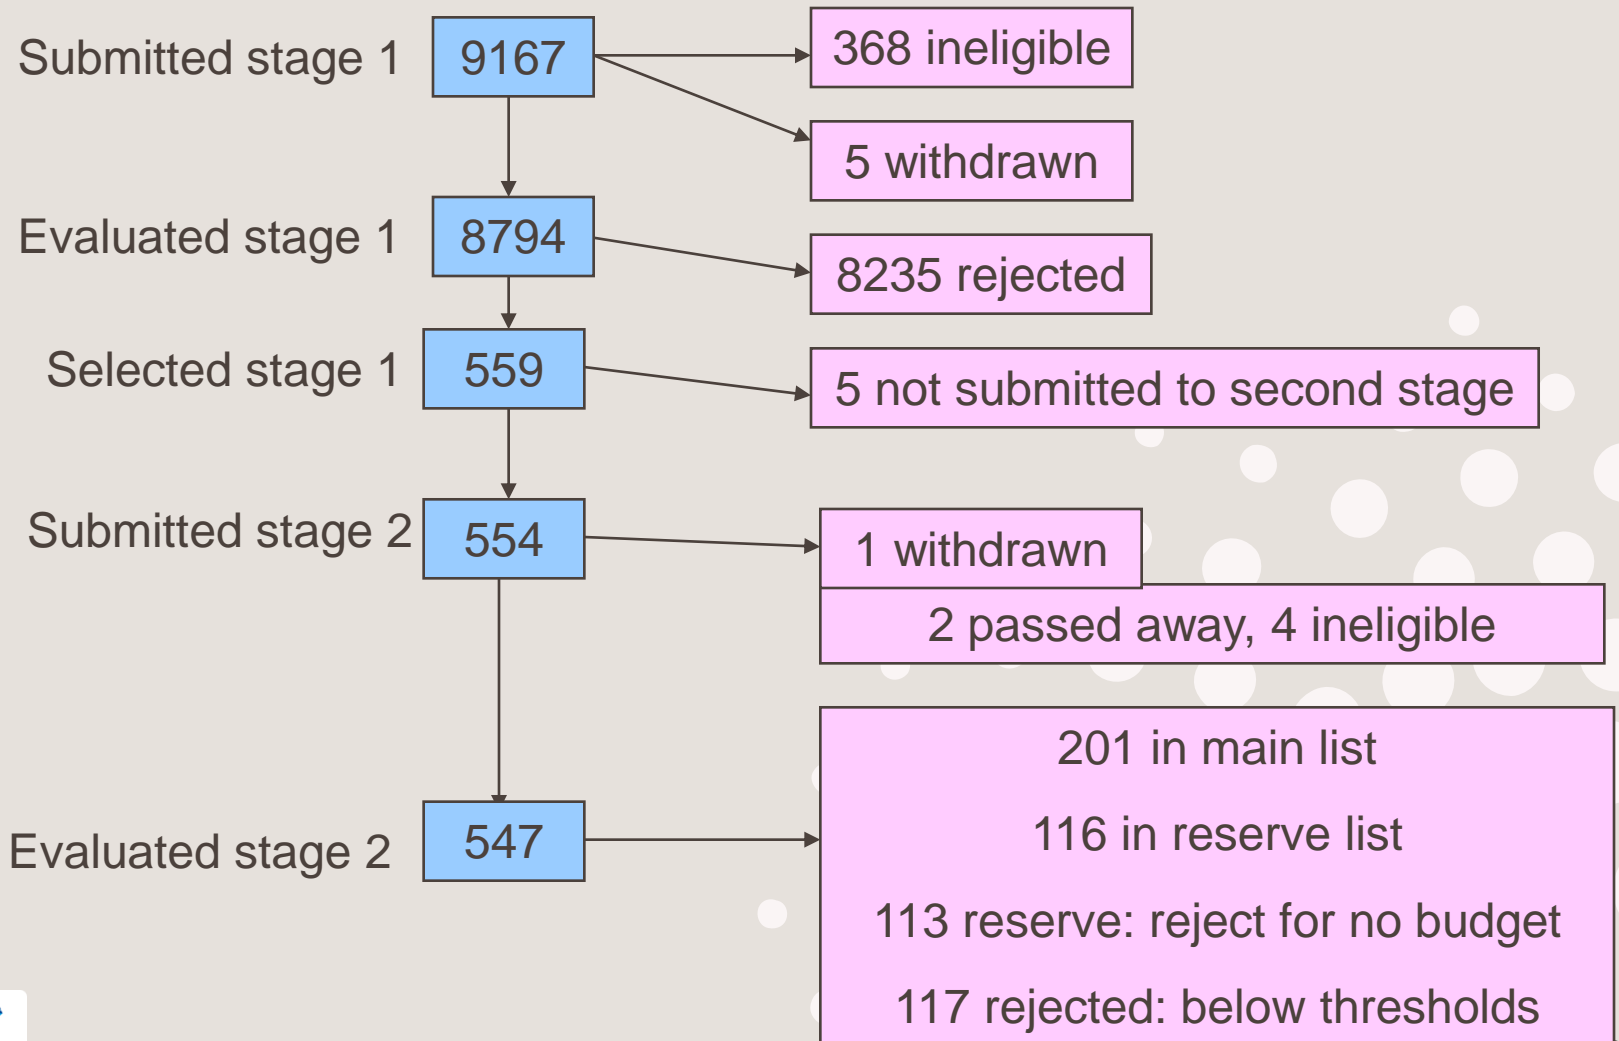 Submitted stage 1
9167
368 ineligible
5 withdrawn
Evaluated stage 1
8794
8235 rejected
Selected stage 1
559
5 not submitted to second stage
Submitted stage 2
554
1 withdrawn
2 passed away, 4 ineligible
Evaluated stage 2
547
201 in main list
116 in reserve list
113 reserve: reject for no budget
117 rejected: below thresholds